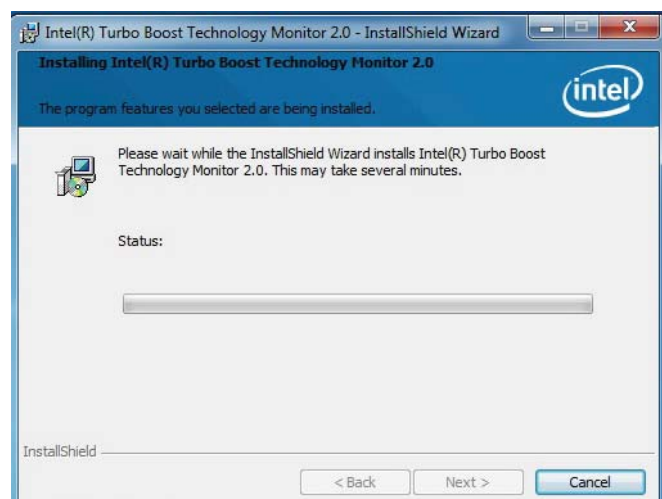 Intel(R) Turbo Boost Technology Monitor 2.0 - InstallShield Wizard
Installing Intel(R) Turbo Boost Technology Monitor 2.0
The program features you selected are being installed.
intel
Please wait while the InstallShield Wizard installs Intel(R) Turbo Boost
Technology Monitor 2.0. This may take several minutes.
Status:
InstallShield
< Back
Next >
Cancel